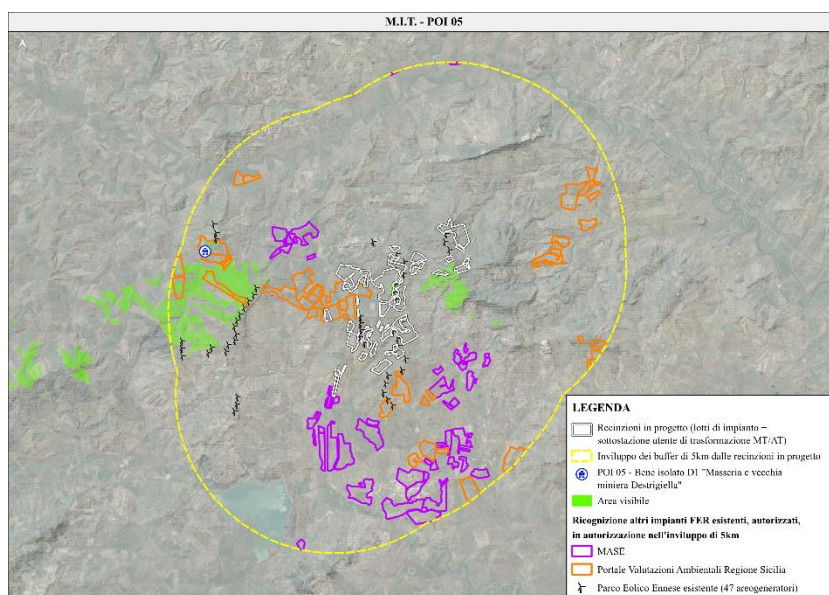 M.I.T. - POI 05
LEGENDA
Recinzioni in progetto (lotti di impianto –
sottostazione utente di trasformazione MT/AT)
Inviluppo dei buffer di 5km dalle recinzioni in progetto
POI 05 - Bene isolato D1 "Masseria e vecchia
miniera Destrigiella"
Area visibile
Ricognizione altri impianti FER esistenti, autorizzati,
in autorizzazione nell'inviluppo di 5km
MASE
Portale Valutazioni Ambientali Regione Sicilia
Parco Eolico Ennese esistente (47 areogeneratori)